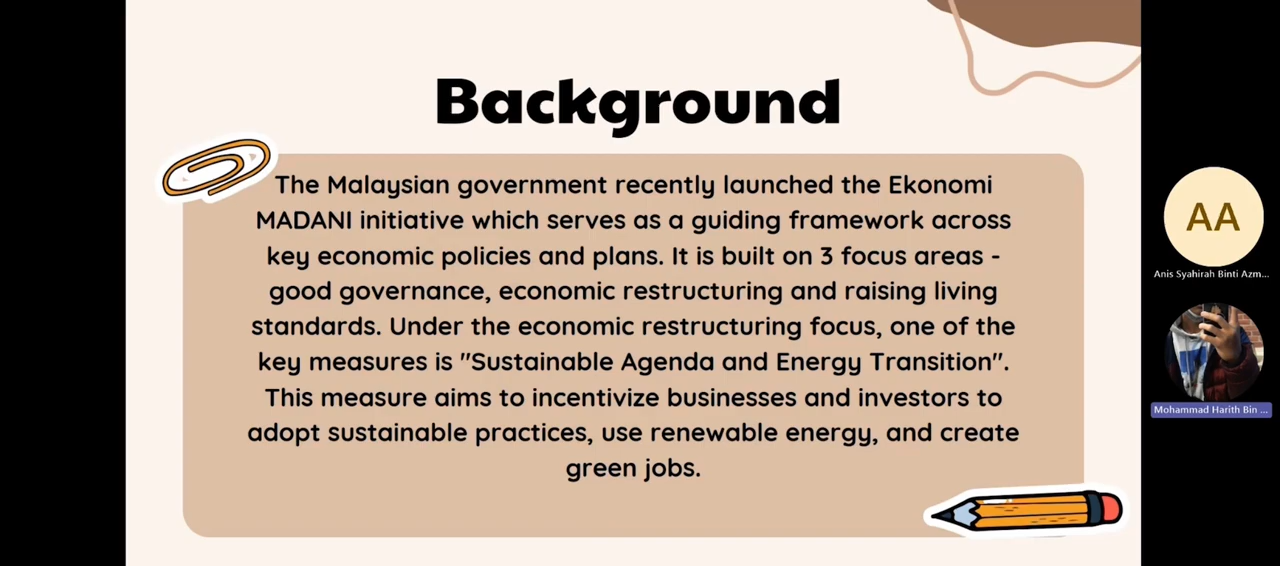 Background
The Malaysian government recently launched the Ekonomi
MADANI initiative which serves as a guiding framework across
key economic policies and plans. It is built on 3 focus areas -
good governance, economic restructuring and raising living
standards. Under the economic restructuring focus, one of the
key measures is "Sustainable Agenda and Energy Transition".
This measure aims to incentivize businesses and investors to
adopt sustainable practices, use renewable energy, and create
green jobs.
AA
Anis Syahirah Binti Azm...
Mohammad Harith Bin ...